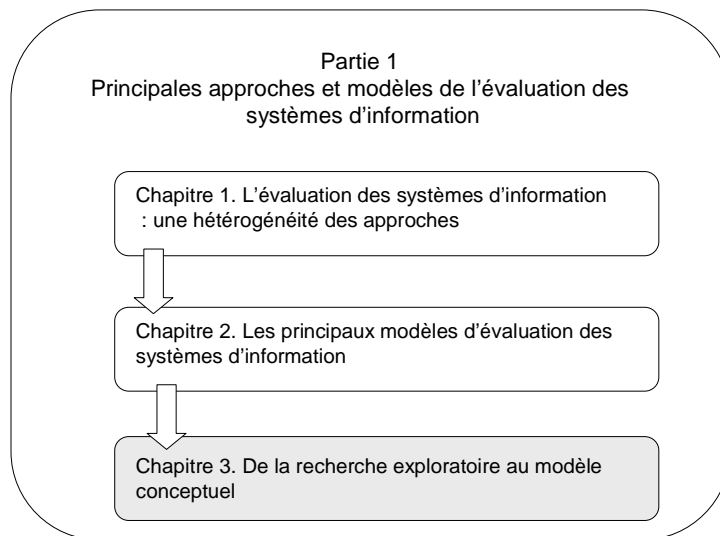 Partie 1
Principales approches et modèles de l’évaluation des
systèmes d’information
Chapitre 1. L’évaluation des systèmes d’information
: une hétérogénéité des approches
Chapitre 2. Les principaux modèles d’évaluation des
systèmes d’information
Chapitre 3. De la recherche exploratoire au modèle
conceptuel